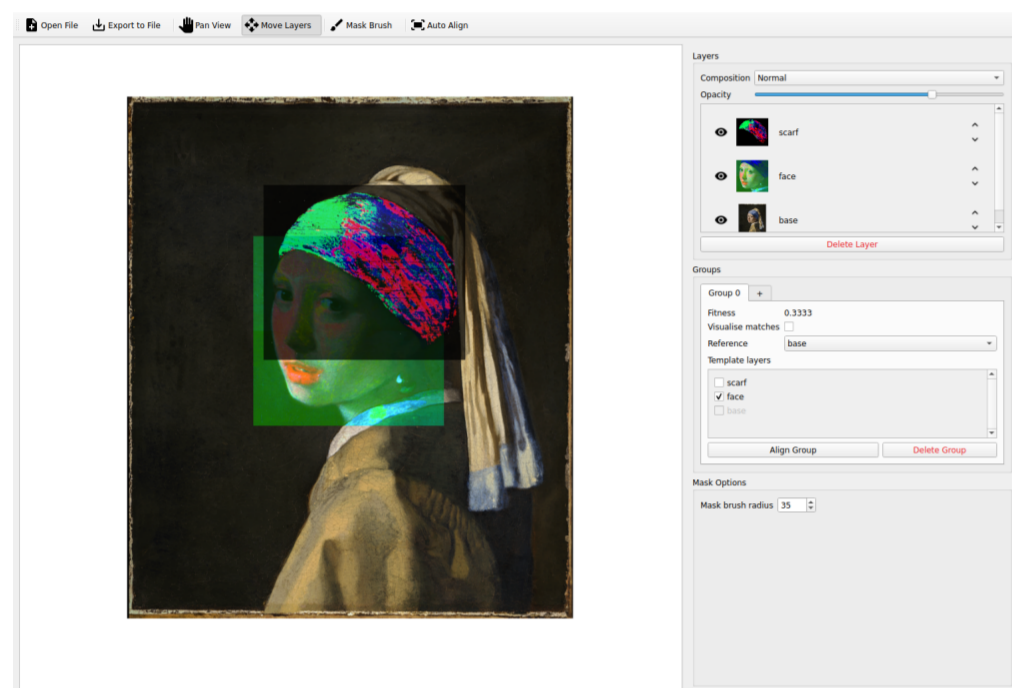 Open File Export to File Pan View Move Layers Mask Brush Auto Align
Layers
Composition Normal
Opacity
scarf
face
base
Delete Layer
Groups
Group 0 +
Fitness 0.3333
Visualise matches
Reference base
Template layers
scarf
face
base
Align Group Delete Group
Mask Options
Mask brush radius 35